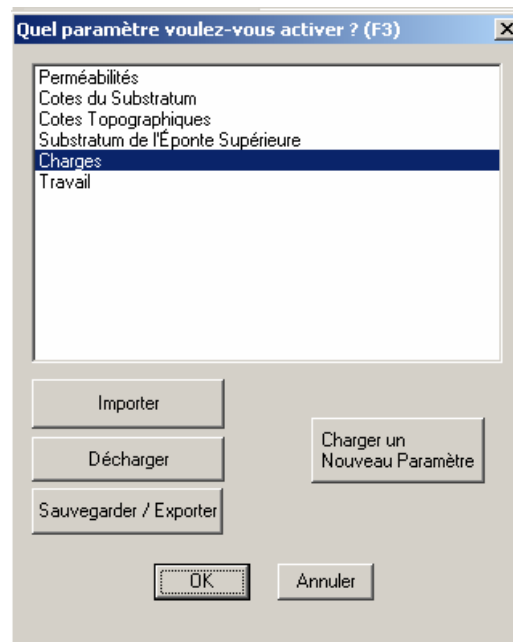 Quel paramètre voulez-vous activer ? (F3)
Perméabilités
Cotes du Substratum
Cotes Topographiques
Substratum de l'Éponte Supérieure
Charges
Travail
Importer
Décharger
Sauvegarder / Exporter
Charger un
Nouveau Paramètre
OK
Annuler